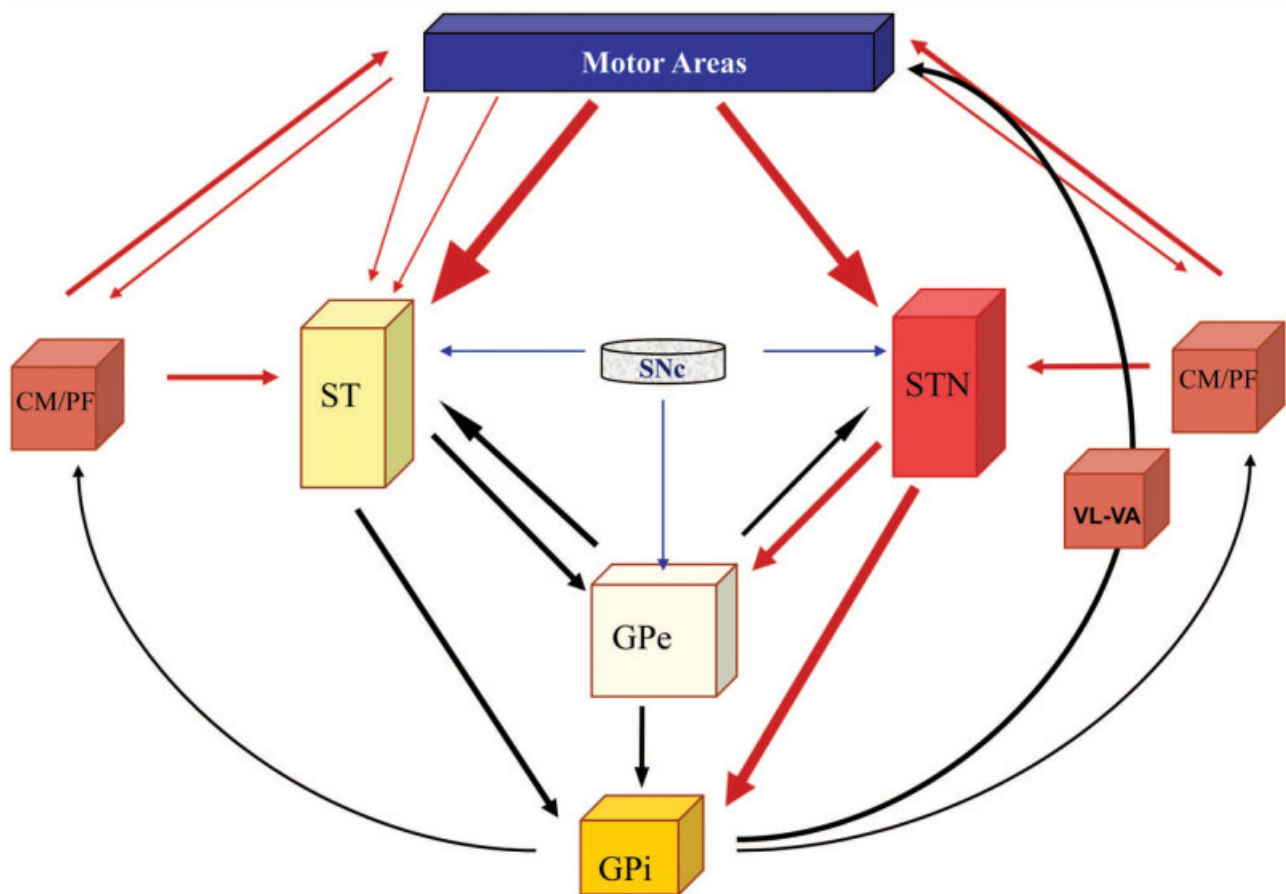 Motor Areas
SNc
CM/PF
ST
STN
CM/PF
VL-VA
GPe
GPi